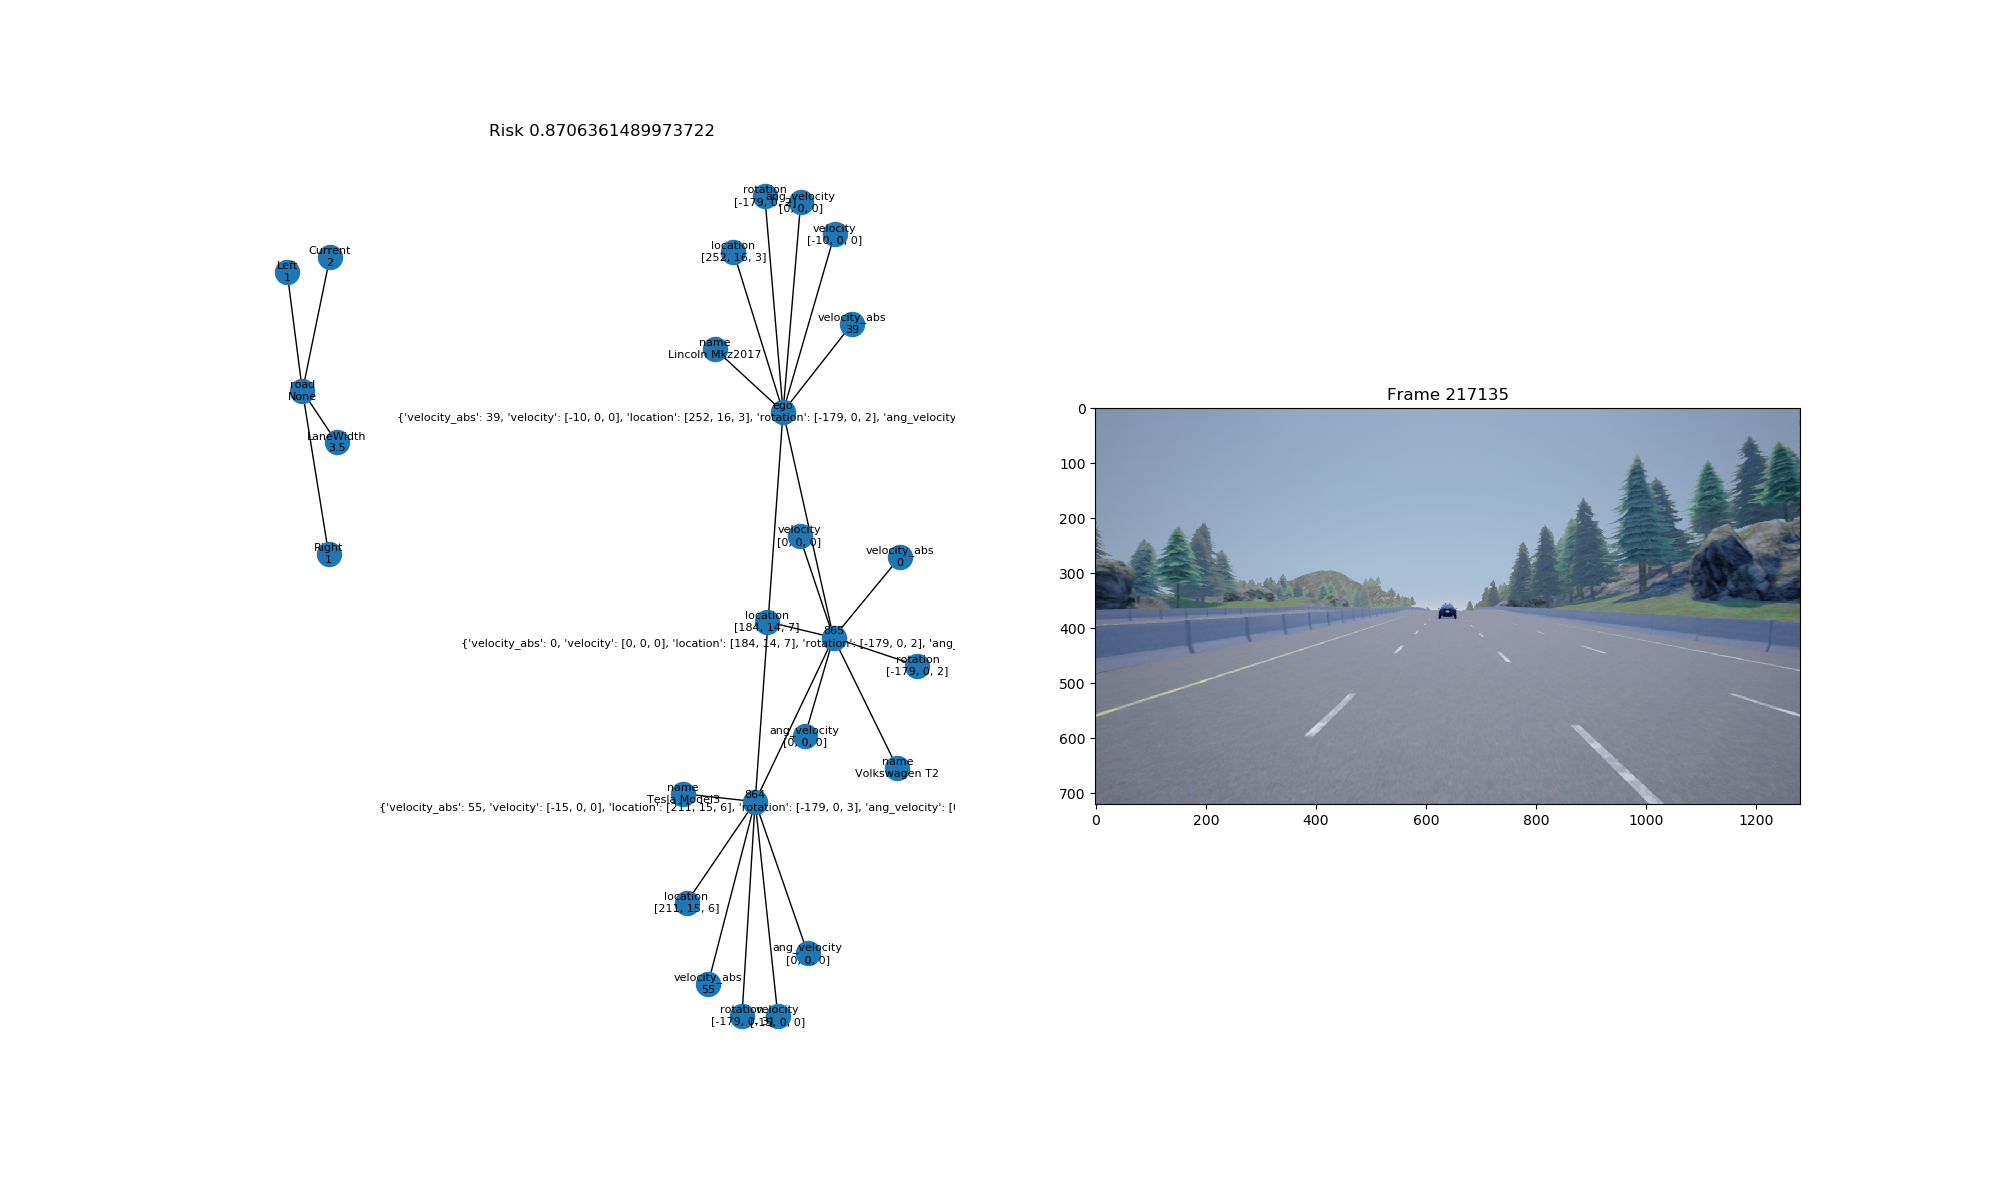 Risk 0.8706361489973722
rotation
[-179, 0, 2]
ang_velocity
[0, 0, 0]
velocity
[-10, 0, 0]
location
[252, 16, 3]
Current
2
Left
1
velocity_abs
39
name
Lincoln Mkz2017
road
None
ego
{'velocity_abs': 39, 'velocity': [-10, 0, 0], 'location': [252, 16, 3], 'rotation': [-179, 0, 2], 'ang_velocity
LaneWidth
3.5
Right
1
velocity
[0, 0, 0]
velocity_abs
0
location
[184, 14, 7]
865
{'velocity_abs': 0, 'velocity': [0, 0, 0], 'location': [184, 14, 7], 'rotation': [-179, 0, 2], 'ang_
rotation
[-179, 0, 2]
ang_velocity
[0, 0, 0]
name
Volkswagen T2
name
Tesla Model3
864
{'velocity_abs': 55, 'velocity': [-15, 0, 0], 'location': [211, 15, 6], 'rotation': [-179, 0, 3], 'ang_velocity': [
location
[211, 15, 6]
ang_velocity
[0, 0, 0]
velocity_abs
55
rotation
[-179, 0, 3]
velocity
[-15, 0, 0]
Frame 217135
0
100
200
300
400
500
600
700
0
200
400
600
800
1000
1200